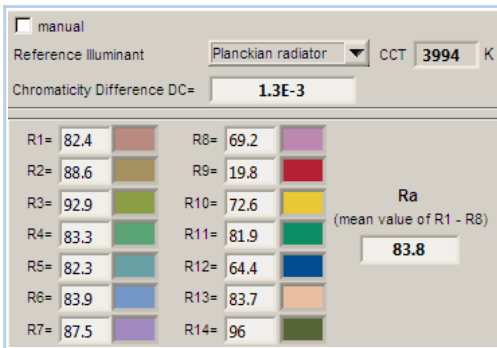 manual
Reference Illuminant Planckian radiator CCT 3994 K
Chromaticity Difference DC= 1.3E-3
R1= 82.4 R8= 69.2
R2= 88.6 R9= 19.8
R3= 92.9 R10= 72.6
R4= 83.3 R11= 81.9
R5= 82.3 R12= 64.4
R6= 83.9 R13= 83.7
R7= 87.5 R14= 96
Ra
(mean value of R1 - R8)
83.8